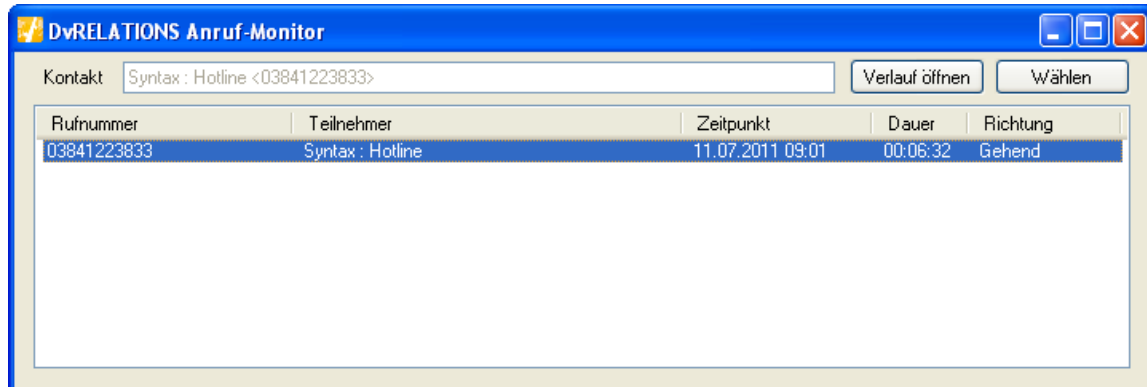 DvRELATIONS Anruf-Monitor
Kontakt Syntax : Hotline <03841223833> Verlauf öffnen Wählen
Rufnummer Teilnehmer Zeitpunkt Dauer Richtung
03841223833 Syntax : Hotline 11.07.2011 09:01 00:06:32 Gehend